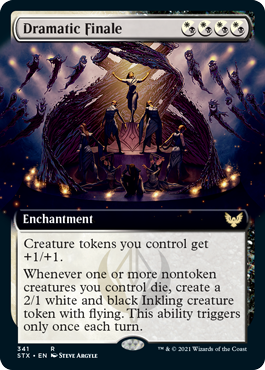 Dramatic Finale
Enchantment
Creature tokens you control get
+1/+1.
Whenever one or more nontoken
creatures you control die, create a
2/1 white and black Inkling creature
token with flying. This ability triggers
only once each turn.
341 R
STX • EN Steve Argyle
™ & © 2021 Wizards of the Coast